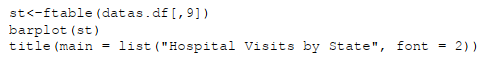 st<-ftable(datas.df[,9])
barplot(st)
title(main = list("Hospital Visits by State", font = 2))